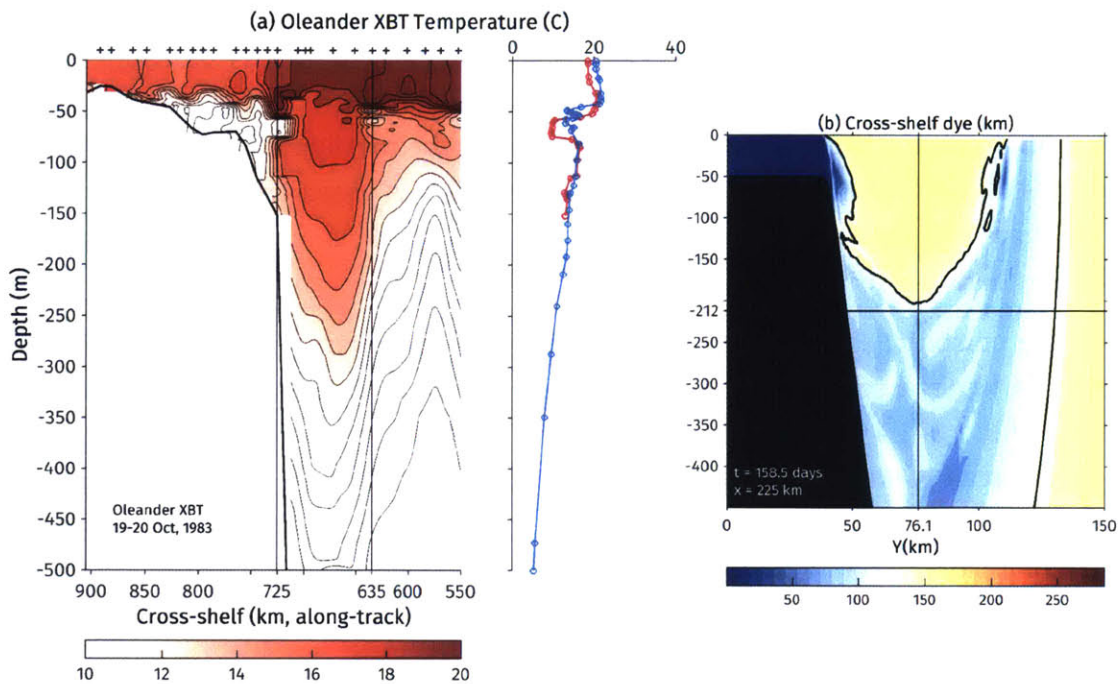 (a) Oleander XBT Temperature (C)
0 20 40
0
-50
-100
-150
-200
-250
-300
-350
-400
-450
-500
Depth (m)
Oleander XBT
19-20 Oct, 1983
900 850 800 725 635 600 550
Cross-shelf (km, along-track)
10 12 14 16 18 20
(b) Cross-shelf dye (km)
0
-50
-100
-150
-212
-300
-350
-400
t = 158.5 days
x = 225 km
0 50 76.1 100 150
Y(km)
50 100 150 200 250